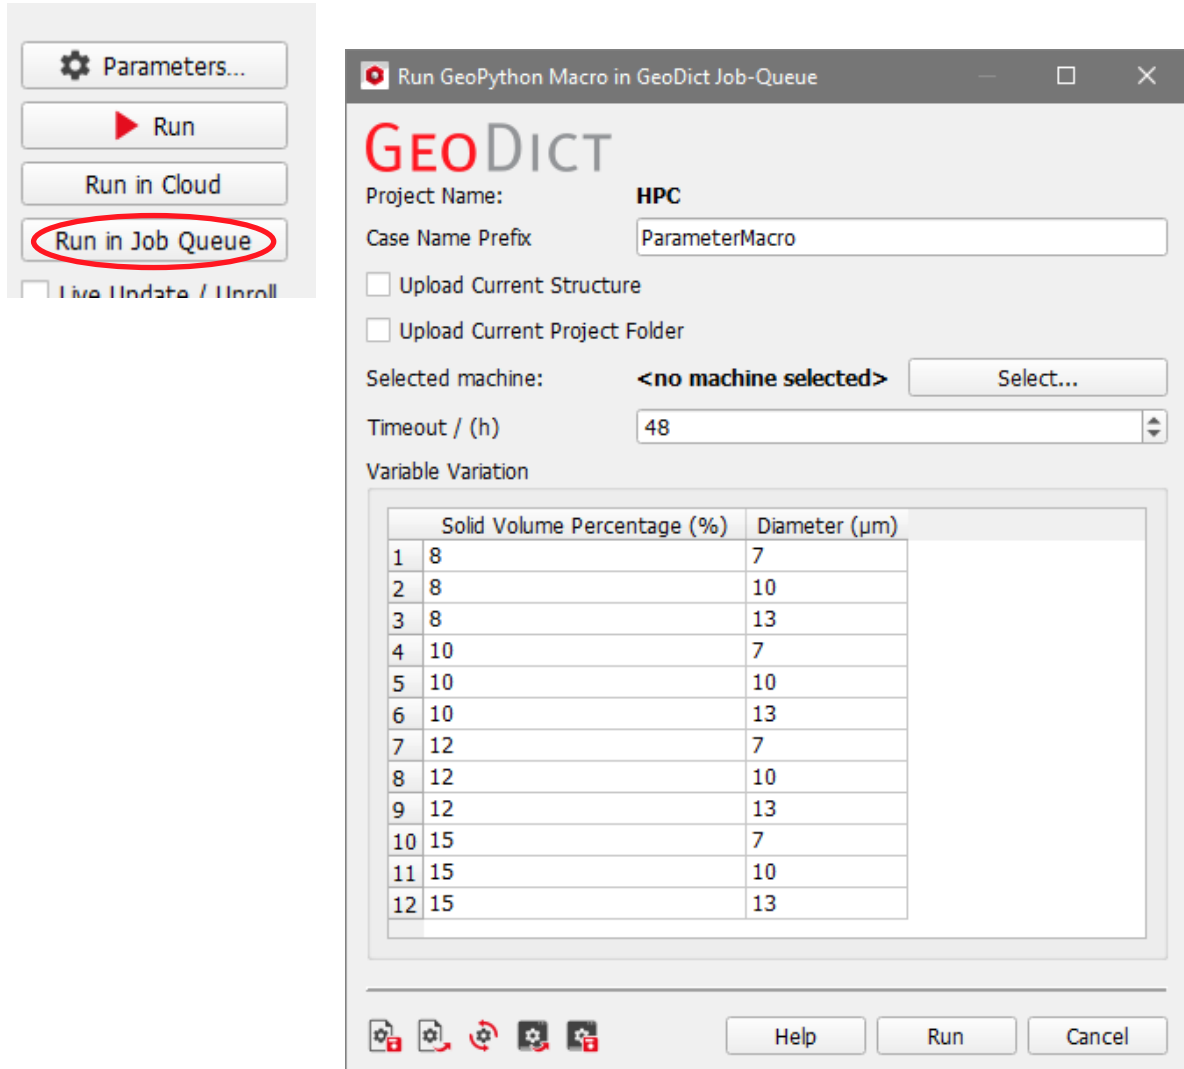 Parameters...
Run
Run in Cloud
Run in Job Queue
Live Update / Unroll
Run GeoPython Macro in GeoDict Job-Queue
GEODICT
Project Name: HPC
Case Name Prefix ParameterMacro
Upload Current Structure
Upload Current Project Folder
Selected machine: <no machine selected> Select...
Timeout / (h) 48
Variable Variation
Solid Volume Percentage (%) Diameter (µm)
1 8 7
2 8 10
3 8 13
4 10 7
5 10 10
6 10 13
7 12 7
8 12 10
9 12 13
10 15 7
11 15 10
12 15 13
Help Run Cancel